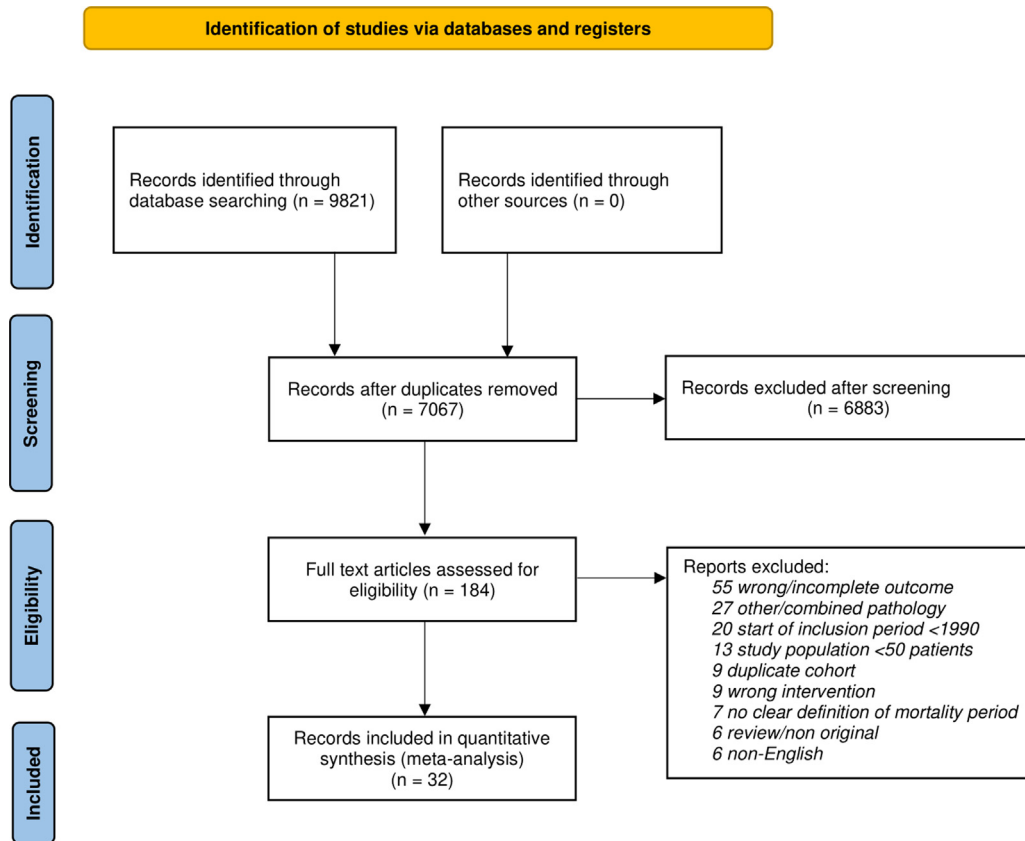 Identification of studies via databases and registers
Identification
Records identified through
database searching (n = 9821)
Records identified through
other sources (n = 0)
Screening
Records after duplicates removed
(n = 7067)
Records excluded after screening
(n = 6883)
Eligibility
Full text articles assessed for
eligibility (n = 184)
Reports excluded:
55 wrong/incomplete outcome
27 other/combined pathology
20 start of inclusion period <1990
13 study population <50 patients
9 duplicate cohort
9 wrong intervention
7 no clear definition of mortality period
6 review/non original
6 non-English
Included
Records included in quantitative
synthesis (meta-analysis)
(n = 32)